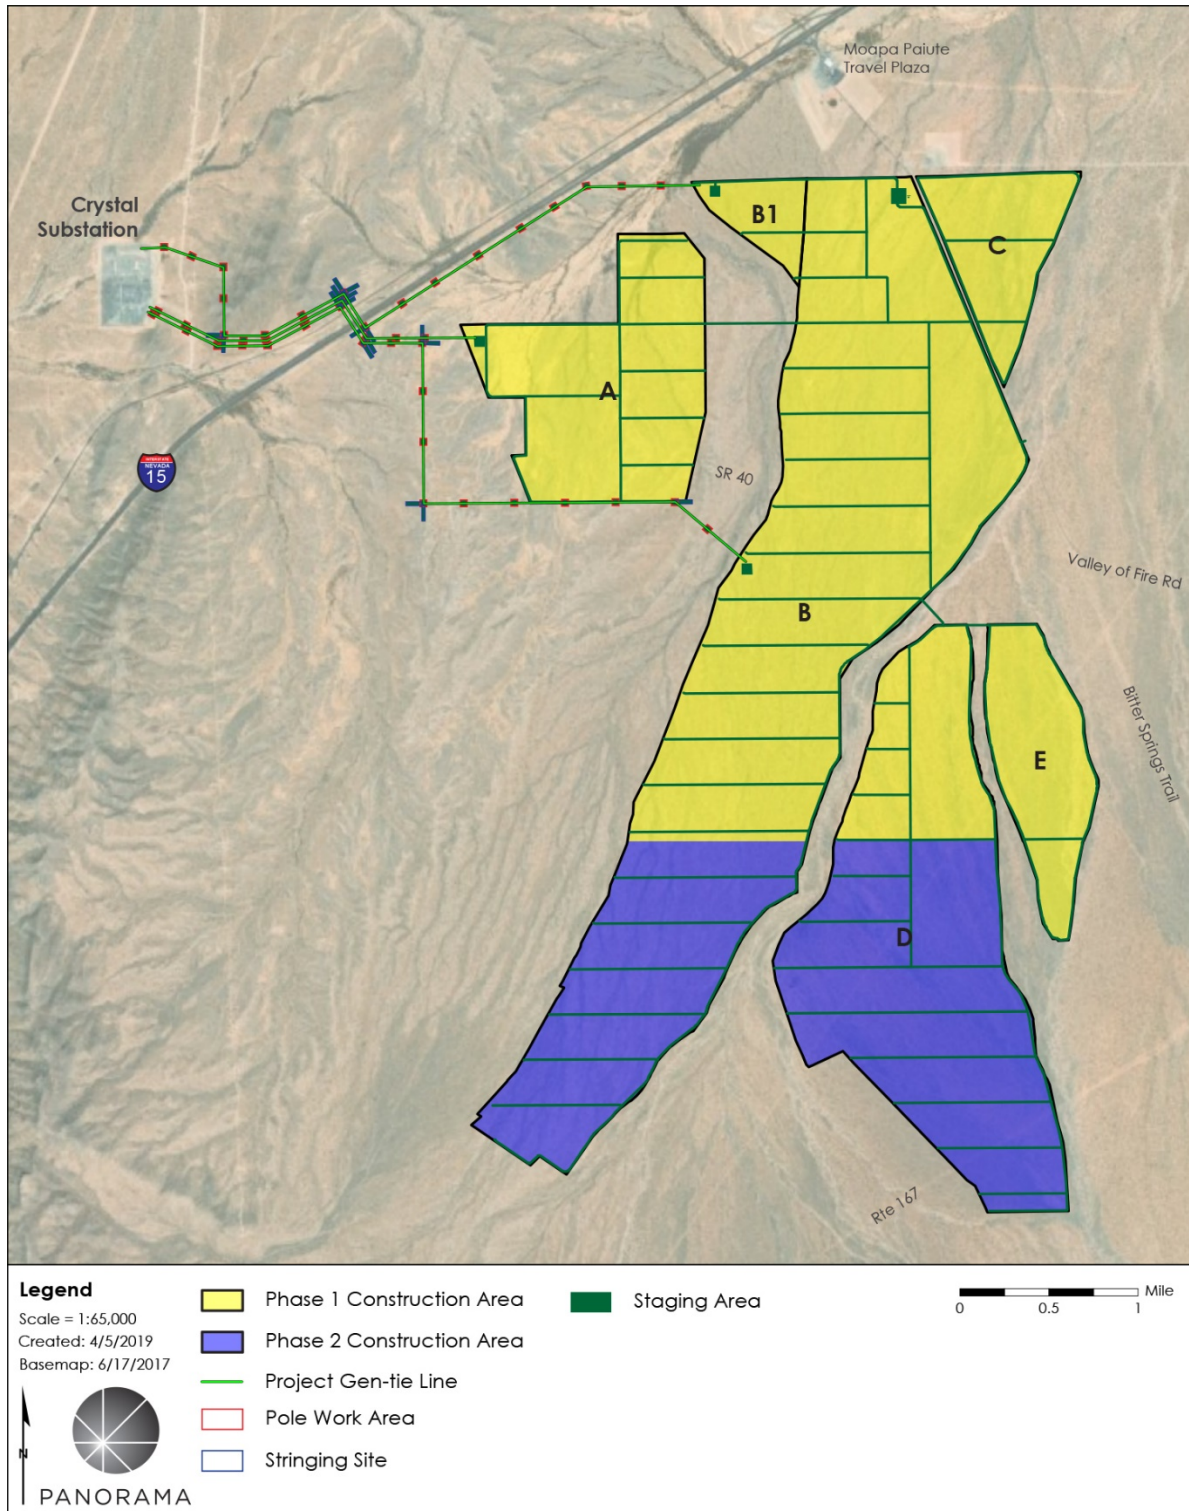 Moapa Paiute
Travel Plaza
Crystal
Substation
B1
C
A
INTERSTATE
NEVADA
15
SR 40
Valley of Fire Rd
B
Bitter Springs Trail
E
D
Rte 167
Legend
Scale = 1:65,000
Created: 4/5/2019
Basemap: 6/17/2017
N
PANORAMA
Phase 1 Construction Area
Phase 2 Construction Area
Project Gen-tie Line
Pole Work Area
Stringing Site
Staging Area
Mile
0 0.5 1